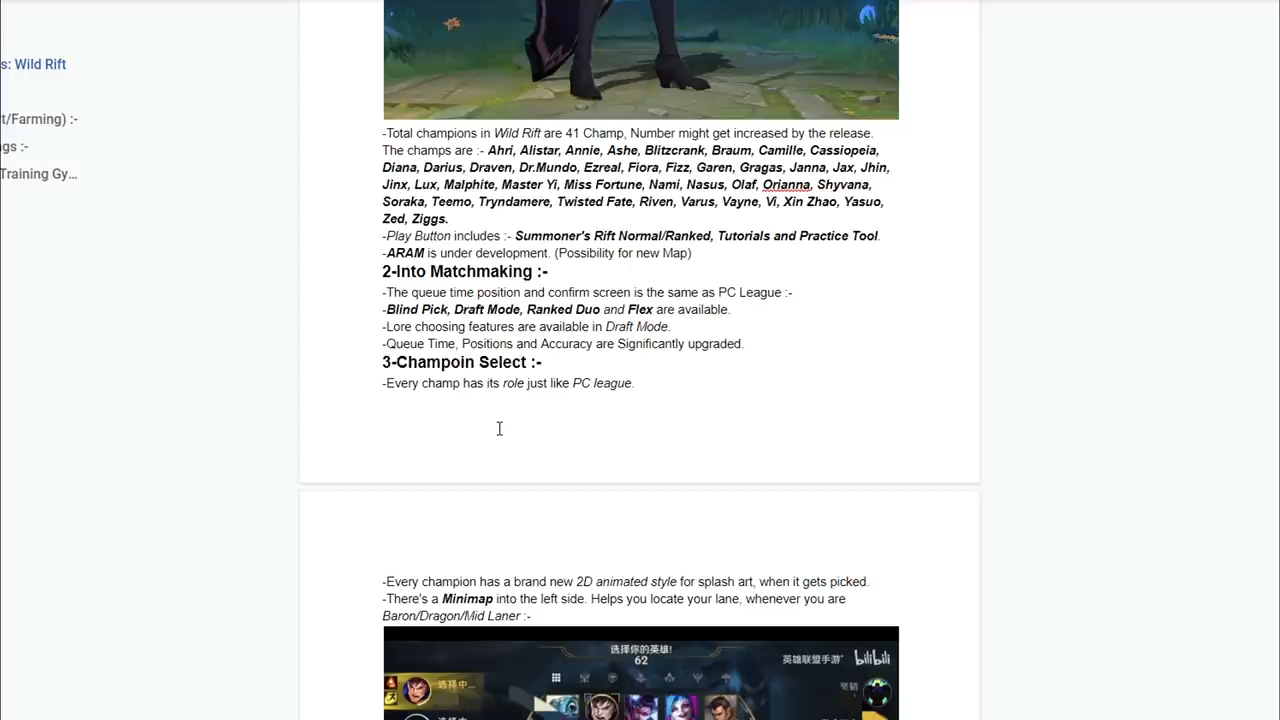 s: Wild Rift
t/Farming) :-
gs :-
Training Gy...
-Total champions in Wild Rift are 41 Champ, Number might get increased by the release.
The champs are :- Ahri, Alistar, Annie, Ashe, Blitzcrank, Braum, Camille, Cassiopeia,
Diana, Darius, Draven, Dr.Mundo, Ezreal, Fiora, Fizz, Garen, Gragas, Janna, Jax, Jhin,
Jinx, Lux, Malphite, Master Yi, Miss Fortune, Nami, Nasus, Olaf, Orianna, Shyvana,
Soraka, Teemo, Tryndamere, Twisted Fate, Riven, Varus, Vayne, Vi, Xin Zhao, Yasuo,
Zed, Ziggs.
-Play Button includes :- Summoner's Rift Normal/Ranked, Tutorials and Practice Tool.
-ARAM is under development. (Possibility for new Map)
2-Into Matchmaking :-
-The queue time position and confirm screen is the same as PC League :-
-Blind Pick, Draft Mode, Ranked Duo and Flex are available.
-Lore choosing features are available in Draft Mode.
-Queue Time, Positions and Accuracy are Significantly upgraded.
3-Champoin Select :-
-Every champ has its role just like PC league.
-Every champion has a brand new 2D animated style for splash art, when it gets picked.
-There's a Minimap into the left side. Helps you locate your lane, whenever you are
Baron/Dragon/Mid Laner :-
选择你的英雄!
62
英雄联盟手游
bilibili
选择中...